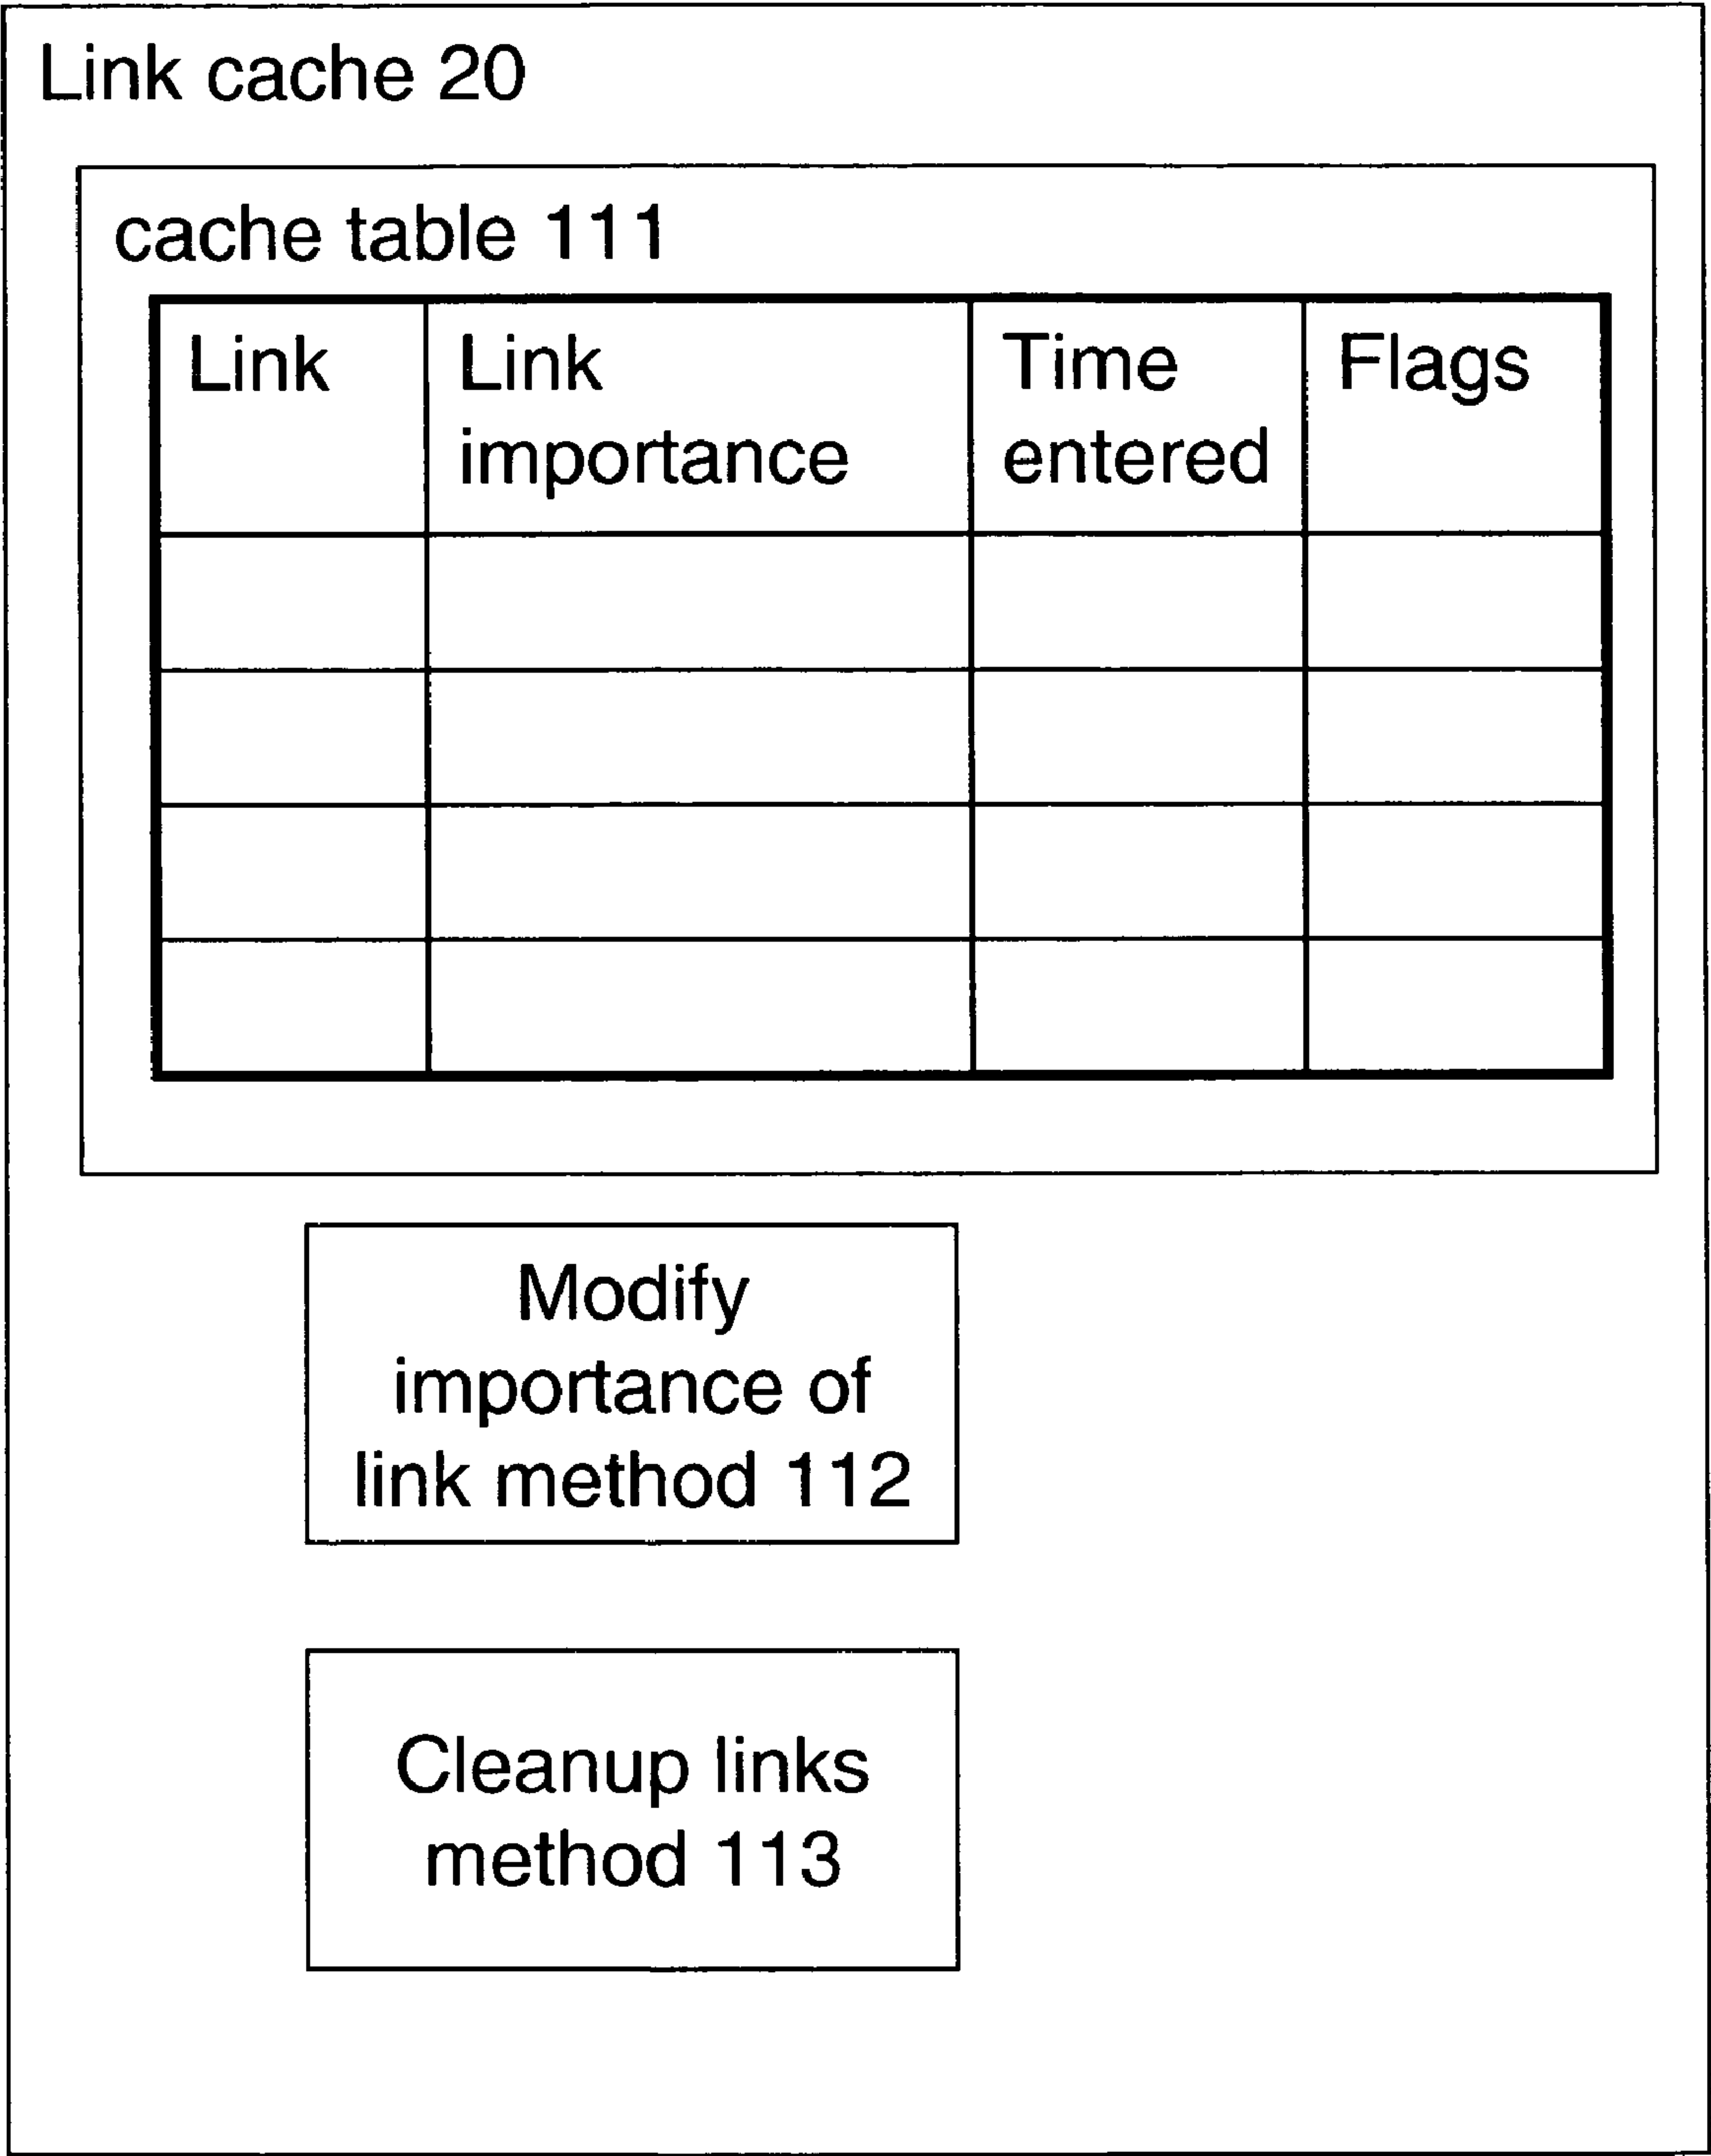 Link cache 20
cache table 111
Link Link Time Flags
importance entered
Modify
importance of
link method 112
Cleanup links
method 113